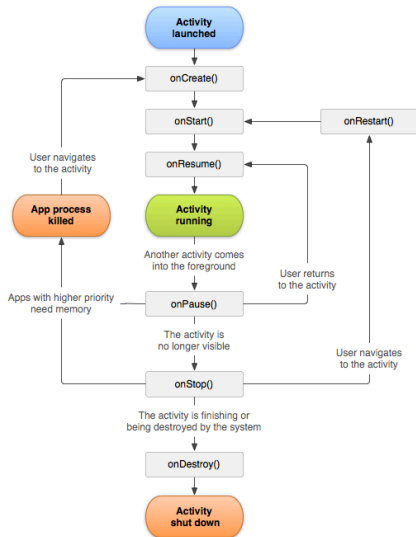 Activity
launched
onCreate()
onStart()
onRestart()
User navigates
to the activity
onResume()
App process
killed
Activity
running
Another activity comes
into the foreground
User returns
to the activity
Apps with higher priority
need memory
onPause()
The activity is
no longer visible
User navigates
to the activity
onStop()
The activity is finishing or
being destroyed by the system
onDestroy()
Activity
shut down